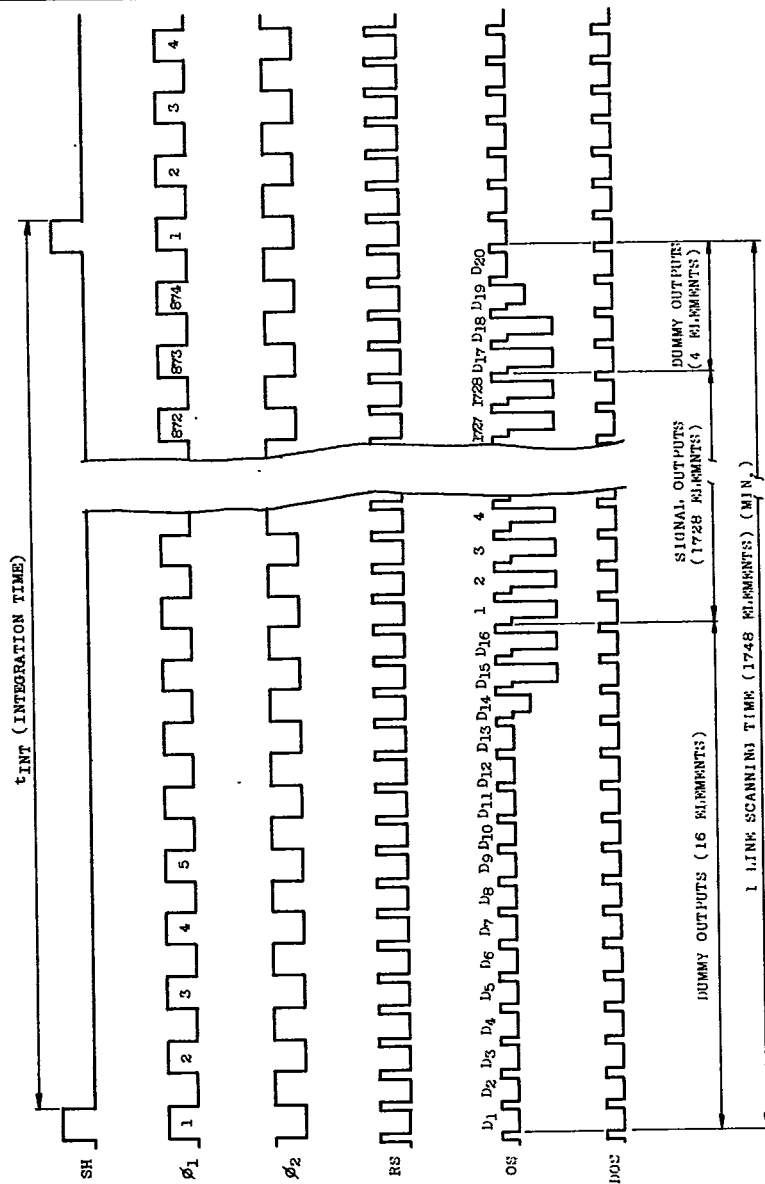 tINT (INTEGRATION TIME)
SH
ø1
1 2 3 4 5 872 873 874 1 2 3 4
ø2
RS
OS
D1 D2 D3 D4 D5 D6 D7 D8 D9 D10 D11 D12 D13 D14 D15 D16 1 2 3 4 1727 1728 D17 D18 D19 D20
DOS
DUMMY OUTPUTS (16 ELEMENTS)
SIGNAL OUTPUTS
(1728 ELEMNTS)
DUMMY OUTPUTS
(4 ELEMENTS)
1 LINE SCANNING TIME (1748 ELEMENTS) (MIN.)